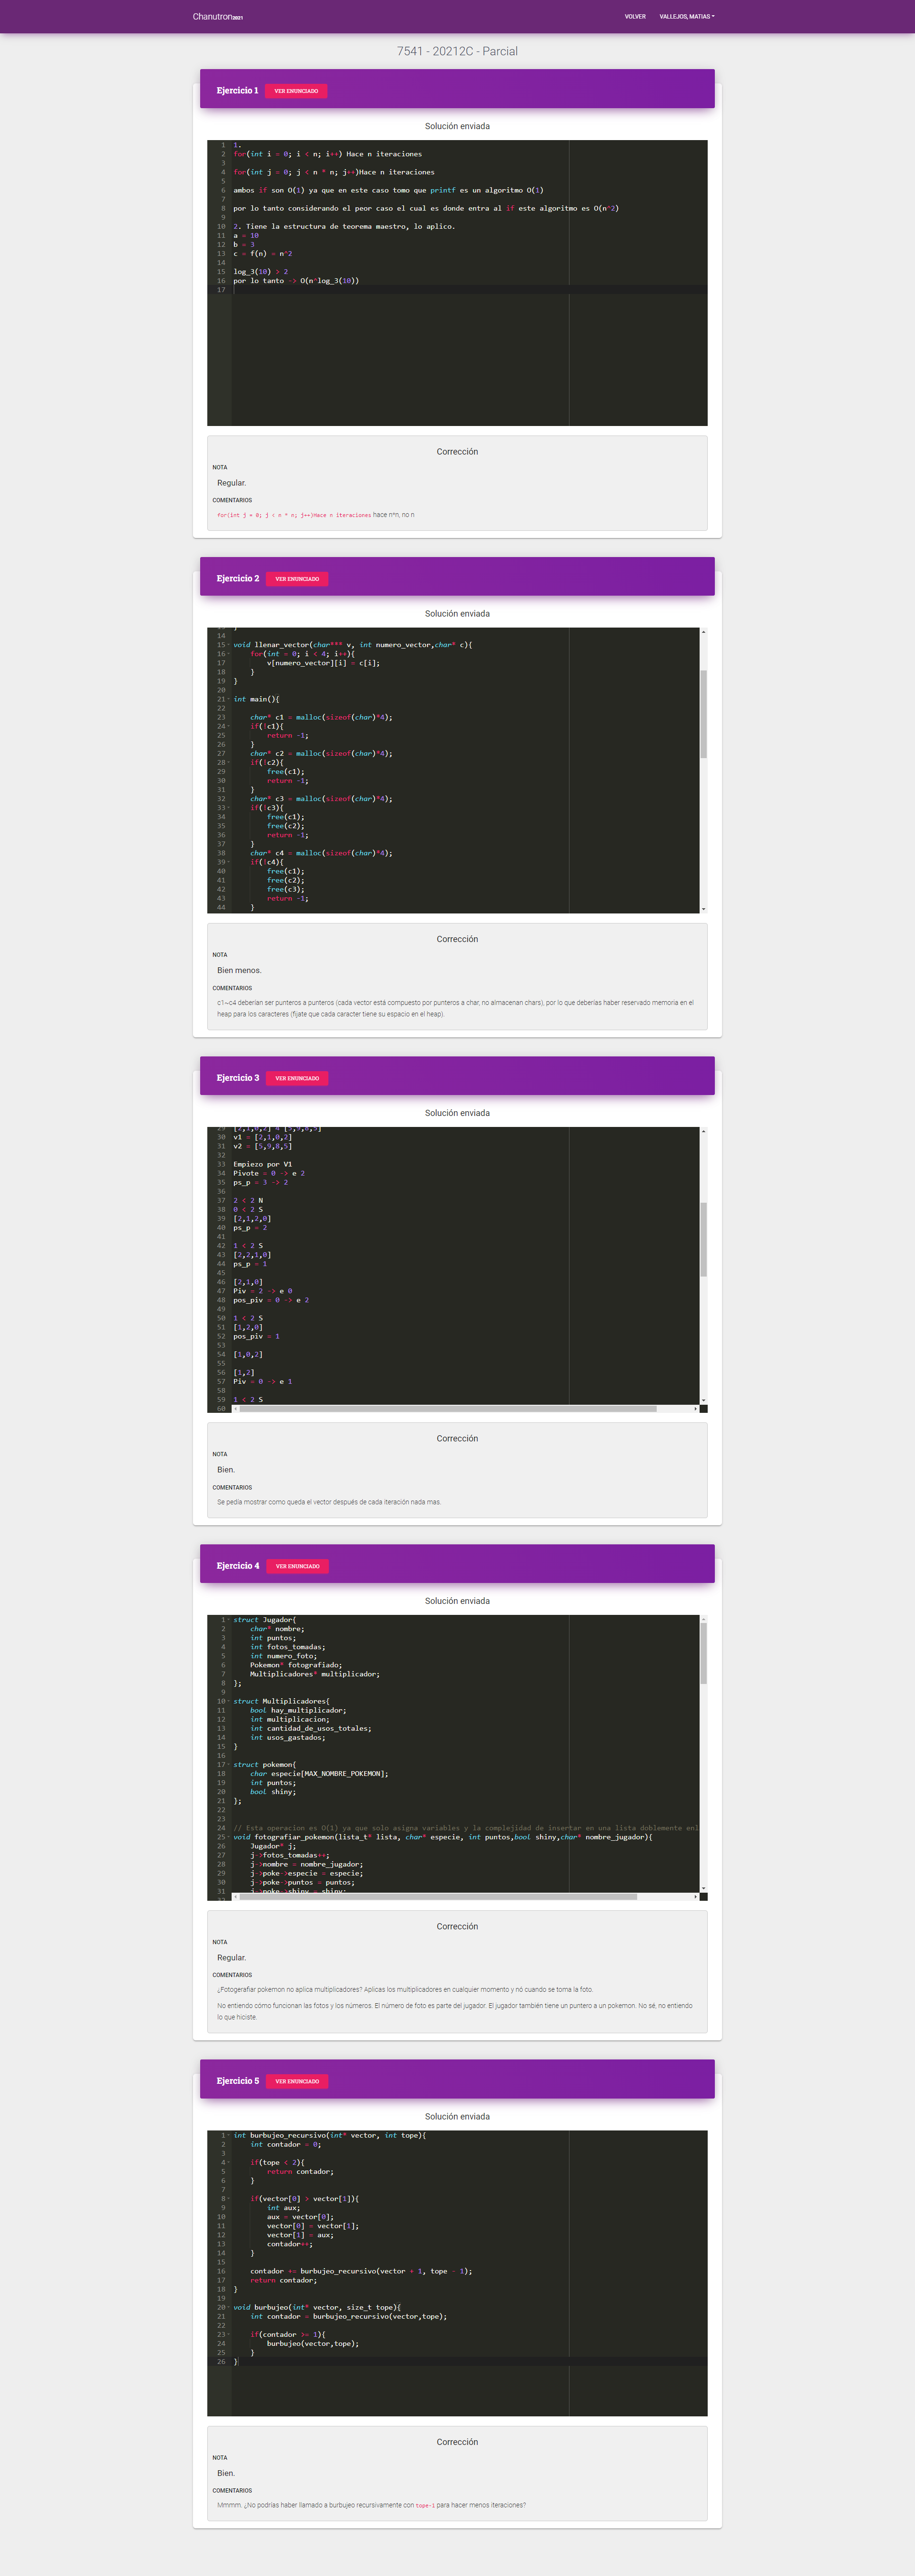 Chanutron2021
VOLVER
VALLEJOS, MATIAS
7541 - 20212C - Parcial
Ejercicio 1
VER ENUNCIADO
Solución enviada
1 1.
2 for(int i = 0; i < n; i++) Hace n iteraciones
3
4 for(int j = 0; j < n * n; j++)Hace n iteraciones
5
6 ambos if son O(1) ya que en este caso tomo que printf es un algoritmo O(1)
7
8 por lo tanto considerando el peor caso el cual es donde entra al if este algoritmo es O(n^2)
9
10 2. Tiene la estructura de teorema maestro, lo aplico.
11 a = 10
12 b = 3
13 c = f(n) = n^2
14
15 log_3(10) > 2
16 por lo tanto -> O(n^log_3(10))
17
Corrección
NOTA
Regular.
COMENTARIOS
for(int j = 0; j < n * n; j++)Hace n iteraciones hace n*n, no n
Ejercicio 2
VER ENUNCIADO
Solución enviada
13 }
14
15 void llenar_vector(char*** v, int numero_vector,char* c){
16 for(int = 0; i < 4; i++){
17 v[numero_vector][i] = c[i];
18 }
19 }
20
21 int main(){
22
23 char* c1 = malloc(sizeof(char)*4);
24 if(!c1){
25 return -1;
26 }
27 char* c2 = malloc(sizeof(char)*4);
28 if(!c2){
29 free(c1);
30 return -1;
31 }
32 char* c3 = malloc(sizeof(char)*4);
33 if(!c3){
34 free(c1);
35 free(c2);
36 return -1;
37 }
38 char* c4 = malloc(sizeof(char)*4);
39 if(!c4){
40 free(c1);
41 free(c2);
42 free(c3);
43 return -1;
44 }
Corrección
NOTA
Bien menos.
COMENTARIOS
c1~c4 deberían ser punteros a punteros (cada vector está compuesto por punteros a char, no almacenan chars), por lo que deberías haber reservado memoria en el
heap para los caracteres (fijate que cada caracter tiene su espacio en el heap).
Ejercicio 3
VER ENUNCIADO
Solución enviada
29 [2,1,0,2] 4 [5,9,8,5]
30 v1 = [2,1,0,2]
31 v2 = [5,9,8,5]
32
33 Empiezo por V1
34 Pivote = 0 -> e 2
35 ps_p = 3 -> 2
36
37 2 < 2 N
38 0 < 2 S
39 [2,1,2,0]
40 ps_p = 2
41
42 1 < 2 S
43 [2,2,1,0]
44 ps_p = 1
45
46 [2,1,0]
47 Piv = 2 -> e 0
48 pos_piv = 0 -> e 2
49
50 1 < 2 S
51 [1,2,0]
52 pos_piv = 1
53
54 [1,0,2]
55
56 [1,2]
57 Piv = 0 -> e 1
58
59 1 < 2 S
60
Corrección
NOTA
Bien.
COMENTARIOS
Se pedía mostrar como queda el vector después de cada iteración nada mas.
Ejercicio 4
VER ENUNCIADO
Solución enviada
1 struct Jugador{
2 char* nombre;
3 int puntos;
4 int fotos_tomadas;
5 int numero_foto;
6 Pokemon* fotografiado;
7 Multiplicadores* multiplicador;
8 };
9
10 struct Multiplicadores{
11 bool hay_multiplicador;
12 int multiplicacion;
13 int cantidad_de_usos_totales;
14 int usos_gastados;
15 }
16
17 struct pokemon{
18 char especie[MAX_NOMBRE_POKEMON];
19 int puntos;
20 bool shiny;
21 };
22
23
24 // Esta operacion es O(1) ya que solo asigna variables y la complejidad de insertar en una lista doblemente enl
25 void fotografiar_pokemon(lista_t* lista, char* especie, int puntos,bool shiny,char* nombre_jugador){
26 Jugador* j;
27 j->fotos_tomadas++;
28 j->nombre = nombre_jugador;
29 j->poke->especie = especie;
30 j->poke->puntos = puntos;
31 j->poke->shiny = shiny;
Corrección
NOTA
Regular.
COMENTARIOS
¿Fotogerafiar pokemon no aplica multiplicadores? Aplicas los multiplicadores en cualquier momento y nó cuando se toma la foto.
No entiendo cómo funcionan las fotos y los números. El número de foto es parte del jugador. El jugador también tiene un puntero a un pokemon. No sé, no entiendo
lo que hiciste.
Ejercicio 5
VER ENUNCIADO
Solución enviada
1 int burbujeo_recursivo(int* vector, int tope){
2 int contador = 0;
3
4 if(tope < 2){
5 return contador;
6 }
7
8 if(vector[0] > vector[1]){
9 int aux;
10 aux = vector[0];
11 vector[0] = vector[1];
12 vector[1] = aux;
13 contador++;
14 }
15
16 contador += burbujeo_recursivo(vector + 1, tope - 1);
17 return contador;
18 }
19
20 void burbujeo(int* vector, size_t tope){
21 int contador = burbujeo_recursivo(vector,tope);
22
23 if(contador >= 1){
24 burbujeo(vector,tope);
25 }
26 }
Corrección
NOTA
Bien.
COMENTARIOS
Mmmm. ¿No podrías haber llamado a burbujeo recursivamente con tope-1 para hacer menos iteraciones?